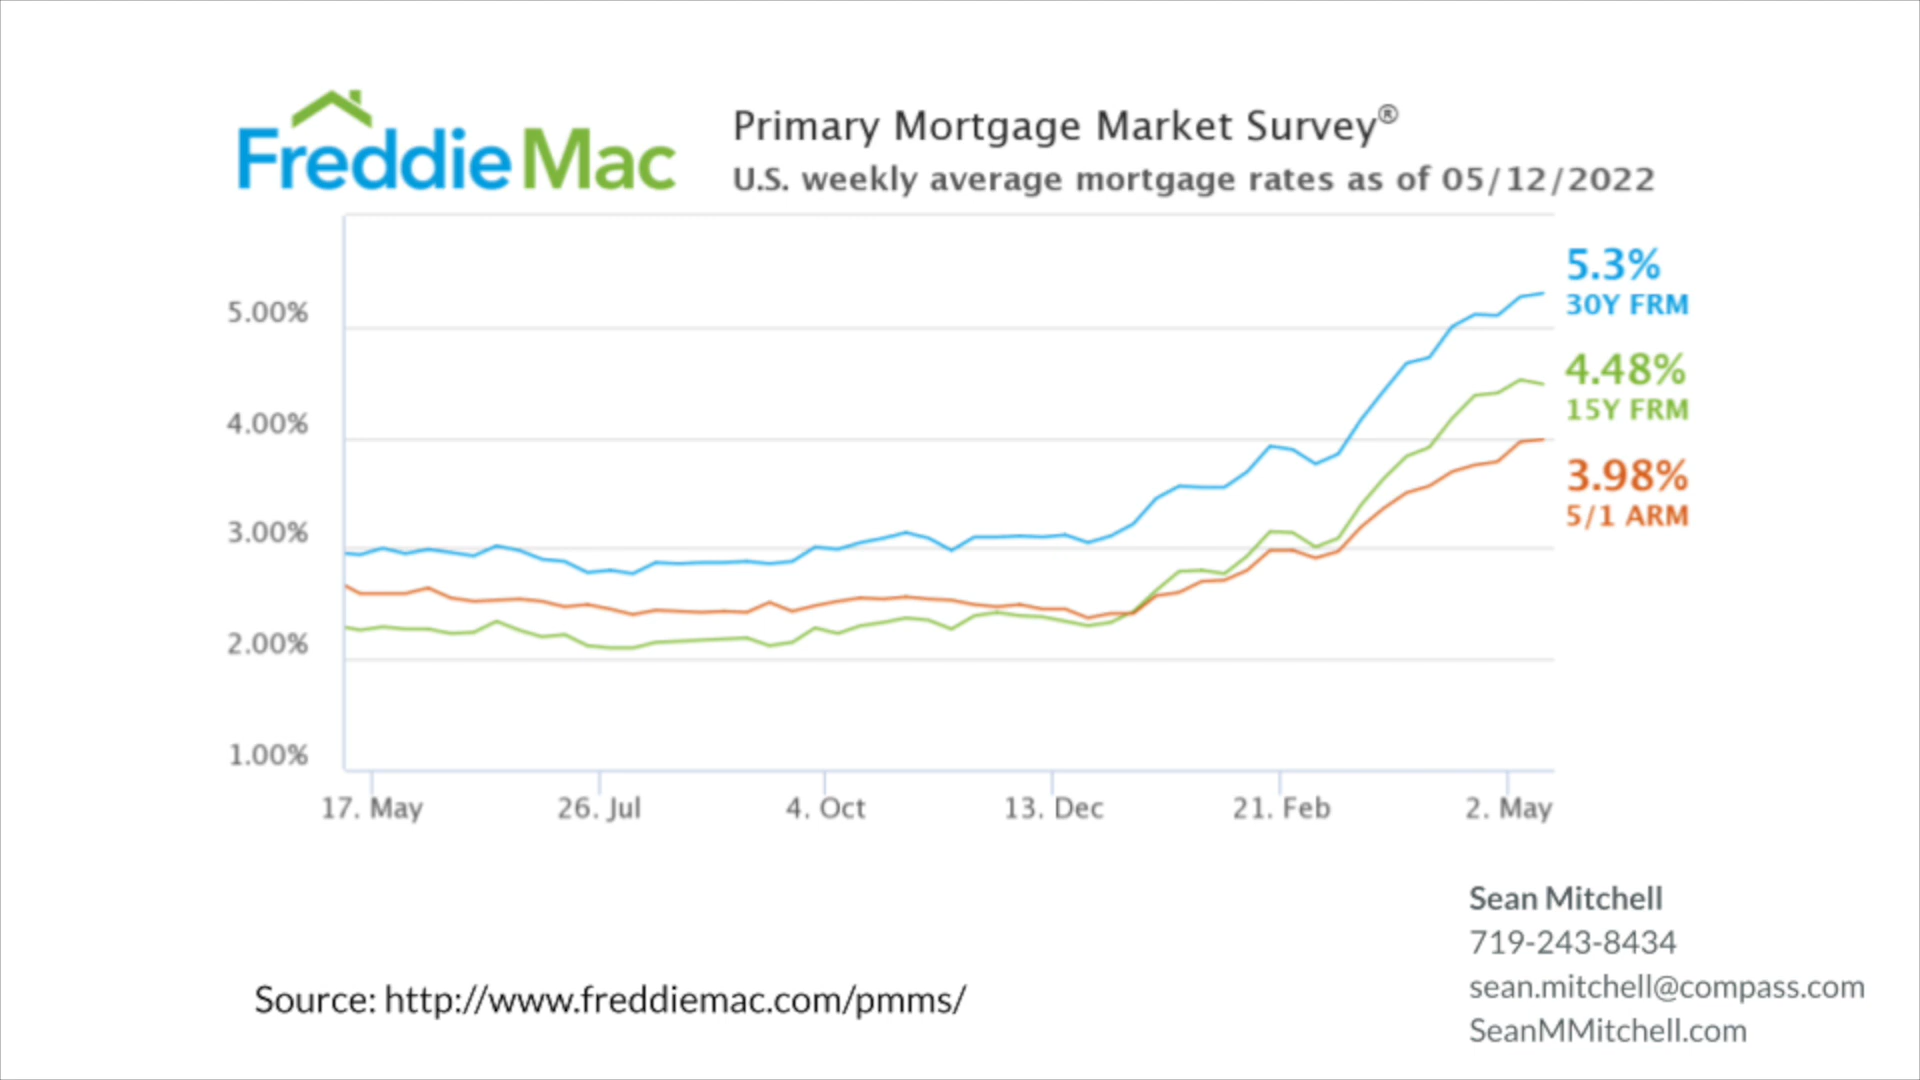 Freddie Mac
Primary Mortgage Market Survey®
U.S. weekly average mortgage rates as of 05/12/2022
5.3%
30Y FRM
4.48%
15Y FRM
3.98%
5/1 ARM
5.00%
4.00%
3.00%
2.00%
1.00%
17. May 26. Jul 4. Oct 13. Dec 21. Feb 2. May
Source: http://www.freddiemac.com/pmms/
Sean Mitchell
719-243-8434
sean.mitchell@compass.com
SeanMMitchell.com